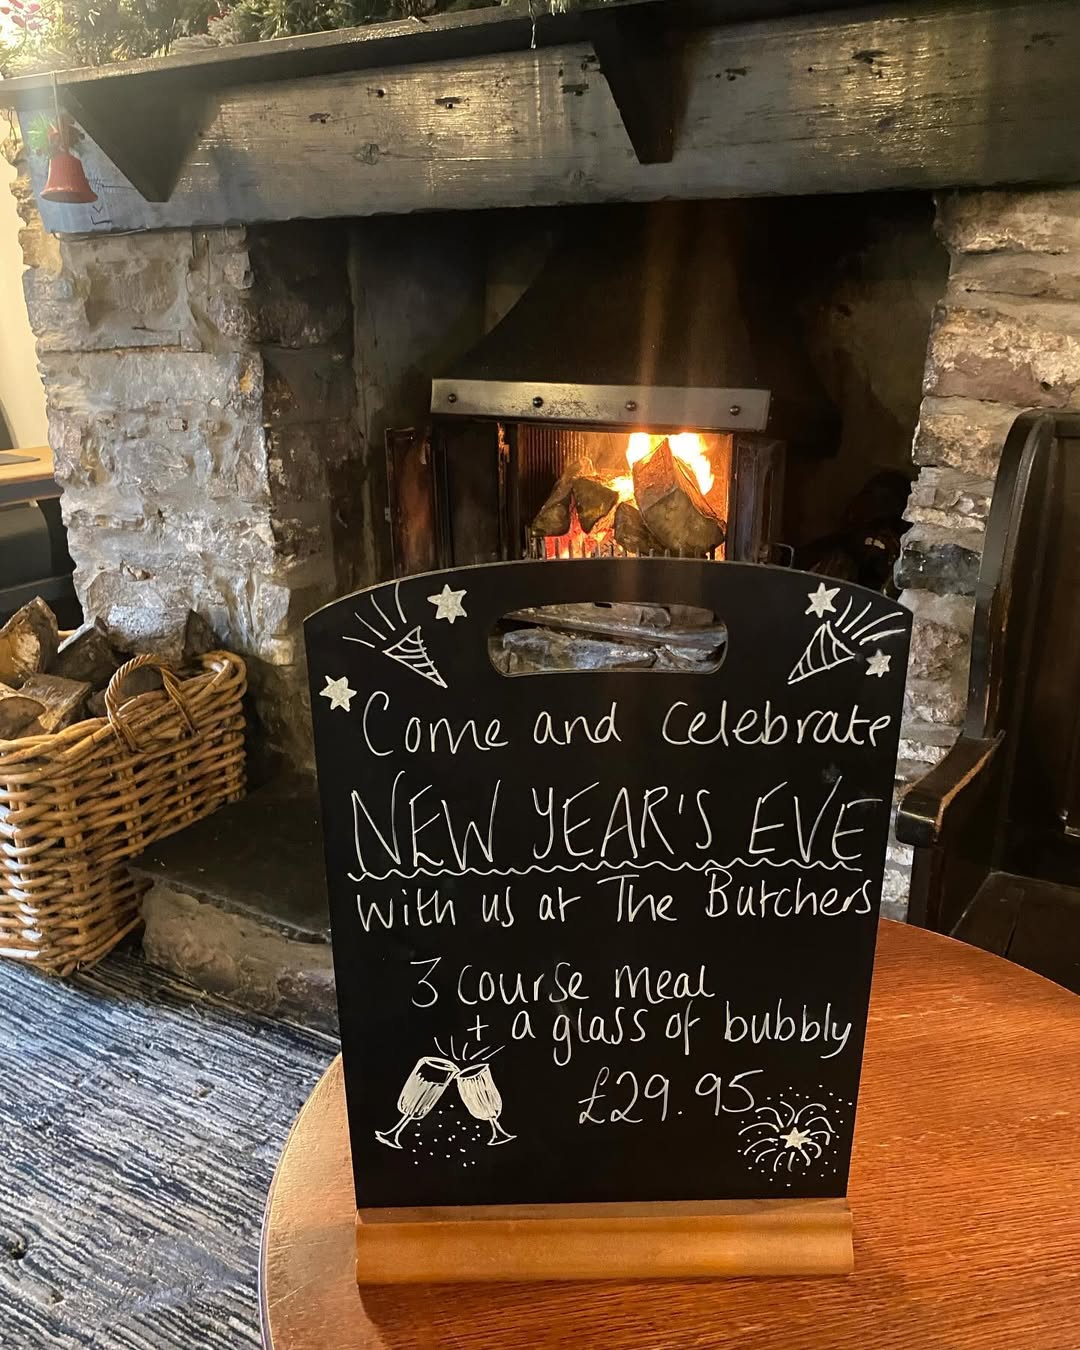 Come and celebrate
NEW YEAR'S EVE
with us at The Butchers
3 course meal
+ a glass of bubbly
£29.95